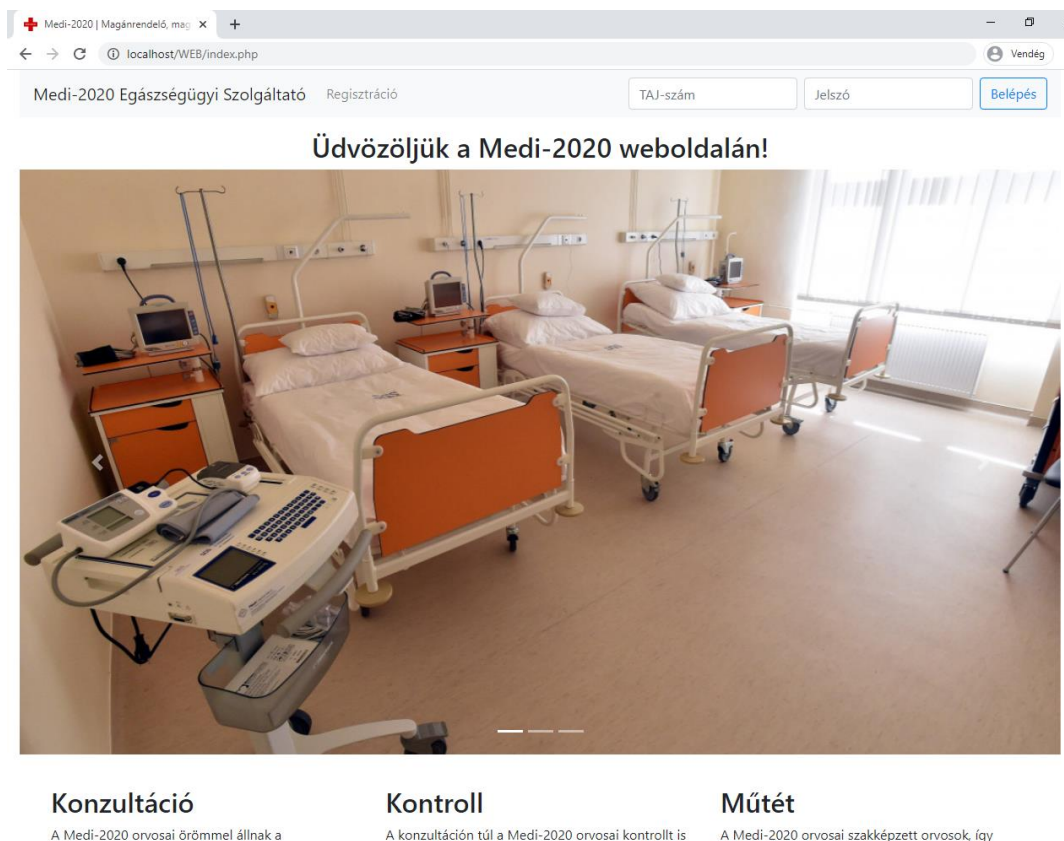 Medi-2020 | Magánrendelő, mag
localhost/WEB/index.php
Vendég
Medi-2020 Egászségügyi Szolgáltató Regisztráció TAJ-szám Jelszó Belépés
Üdvözöljük a Medi-2020 weboldalán!
Konzultáció Kontroll Műtét
A Medi-2020 orvosai örömmel állnak a A konzultáción túl a Medi-2020 orvosai kontrollt is A Medi-2020 orvosai szakképzett orvosok, így